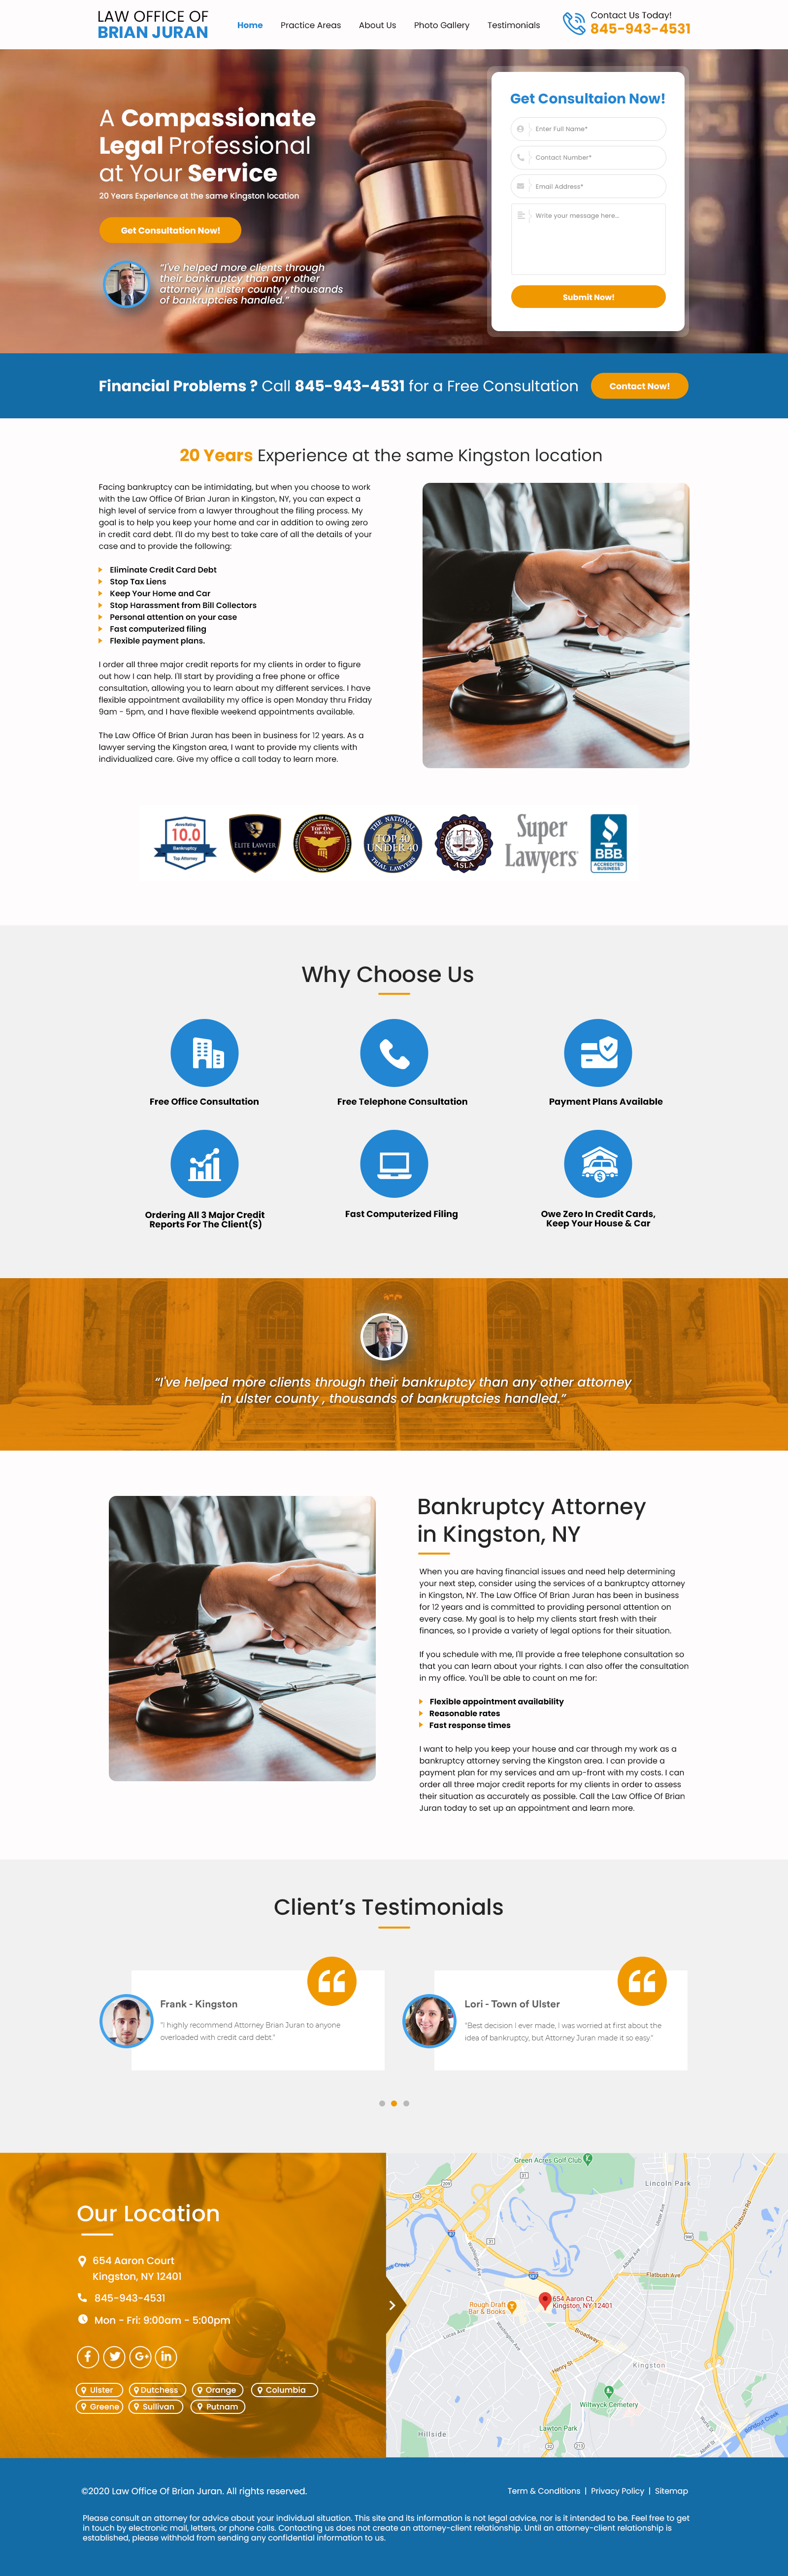 LAW OFFICE OF
BRIAN JURAN
Home Practice Areas About Us Photo Gallery Testimonials
Contact Us Today!
845-943-4531
A Compassionate
Legal Professional
at Your Service
20 Years Experience at the same Kingston location
Get Consultation Now!
“I've helped more clients through
their bankruptcy than any other
attorney in ulster county , thousands
of bankruptcies handled.”
Get Consultaion Now!
Enter Full Name*
Contact Number*
Email Address*
Write your message here...
Submit Now!
Financial Problems ? Call 845-943-4531 for a Free Consultation
Contact Now!
20 Years Experience at the same Kingston location
Facing bankruptcy can be intimidating, but when you choose to work
with the Law Office Of Brian Juran in Kingston, NY, you can expect a
high level of service from a lawyer throughout the filing process. My
goal is to help you keep your home and car in addition to owing zero
in credit card debt. I'll do my best to take care of all the details of your
case and to provide the following:
Eliminate Credit Card Debt
Stop Tax Liens
Keep Your Home and Car
Stop Harassment from Bill Collectors
Personal attention on your case
Fast computerized filing
Flexible payment plans.
I order all three major credit reports for my clients in order to figure
out how I can help. I'll start by providing a free phone or office
consultation, allowing you to learn about my different services. I have
flexible appointment availability my office is open Monday thru Friday
9am - 5pm, and I have flexible weekend appointments available.
The Law Office Of Brian Juran has been in business for 12 years. As a
lawyer serving the Kingston area, I want to provide my clients with
individualized care. Give my office a call today to learn more.
Avvo Rating
10.0
Bankruptcy
Top Attorney
ELITE LAWYER
TOP ONE
PERCENT
THE NATIONAL
TOP 40
UNDER 40
TRIAL LAWYERS
ASLA
Super
Lawyers
BBB
ACCREDITED
BUSINESS
Why Choose Us
Free Office Consultation
Free Telephone Consultation
Payment Plans Available
Ordering All 3 Major Credit
Reports For The Client(S)
Fast Computerized Filing
Owe Zero In Credit Cards,
Keep Your House & Car
“I've helped more clients through their bankruptcy than any other attorney
in ulster county , thousands of bankruptcies handled.”
Bankruptcy Attorney
in Kingston, NY
When you are having financial issues and need help determining
your next step, consider using the services of a bankruptcy attorney
in Kingston, NY. The Law Office Of Brian Juran has been in business
for 12 years and is committed to providing personal attention on
every case. My goal is to help my clients start fresh with their
finances, so I provide a variety of legal options for their situation.
If you schedule with me, I'll provide a free telephone consultation so
that you can learn about your rights. I can also offer the consultation
in my office. You'll be able to count on me for:
Flexible appointment availability
Reasonable rates
Fast response times
I want to help you keep your house and car through my work as a
bankruptcy attorney serving the Kingston area. I can provide a
payment plan for my services and am up-front with my costs. I can
order all three major credit reports for my clients in order to assess
their situation as accurately as possible. Call the Law Office Of Brian
Juran today to set up an appointment and learn more.
Client’s Testimonials
Frank - Kingston
"I highly recommend Attorney Brian Juran to anyone
overloaded with credit card debt."
Lori - Town of Ulster
"Best decision I ever made, I was worried at first about the
idea of bankruptcy, but Attorney Juran made it so easy."
Our Location
654 Aaron Court
Kingston, NY 12401
845-943-4531
Mon - Fri: 9:00am - 5:00pm
Ulster Dutchess Orange Columbia
Greene Sullivan Putnam
Green Acres Golf Club
Lincoln Park
Flatbush Rd
Flatbush Ave
Rough Draft
Bar & Books
654 Aaron Ct,
Kingston, NY 12401
Washington Ave
Lucas Ave
Broadway
Henry St
Kingston
Wiltwyck Cemetery
Lawton Park
Hillside
Rondout Creek
©2020 Law Office Of Brian Juran. All rights reserved.
Term & Conditions | Privacy Policy | Sitemap
Please consult an attorney for advice about your individual situation. This site and its information is not legal advice, nor is it intended to be. Feel free to get
in touch by electronic mail, letters, or phone calls. Contacting us does not create an attorney-client relationship. Until an attorney-client relationship is
established, please withhold from sending any confidential information to us.